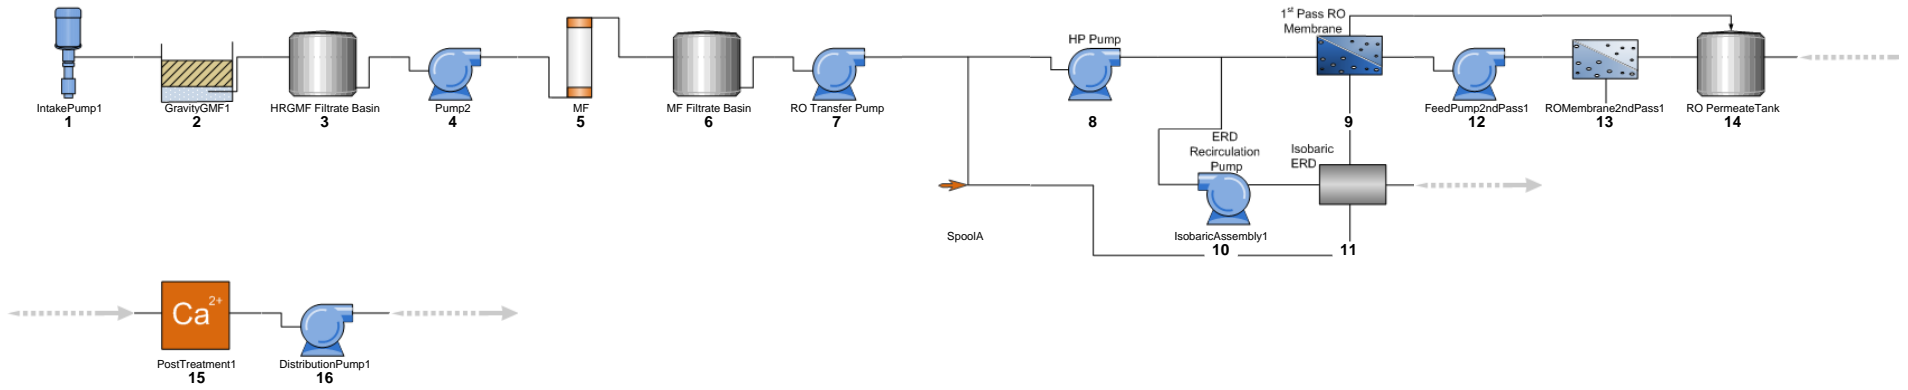 1st Pass RO
Membrane
HP Pump
IntakePump1
1
GravityGMF1
2
HRGMF Filtrate Basin
3
Pump2
4
MF
5
MF Filtrate Basin
6
RO Transfer Pump
7
8
9
FeedPump2ndPass1
12
ROMembrane2ndPass1
13
RO PermeateTank
14
ERD
Recirculation
Pump
Isobaric
ERD
SpoolA
IsobaricAssembly1
10
11
Ca2+
PostTreatment1
15
DistributionPump1
16